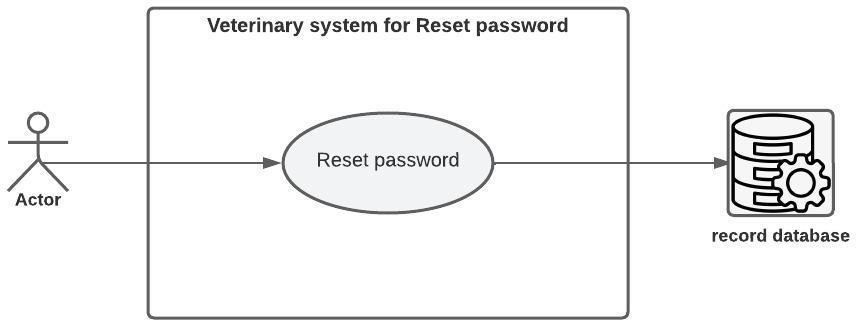 Veterinary system for Reset password
Reset password
Actor
record database